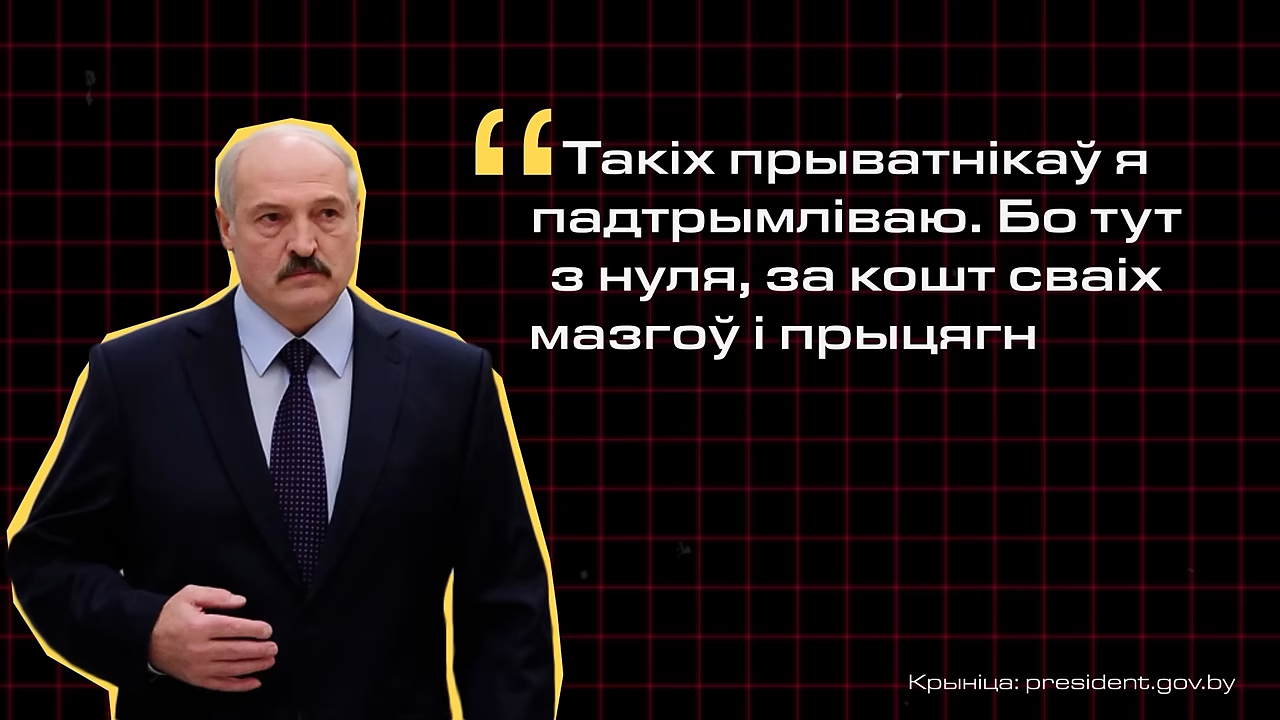 “Такіх прыватнікаў я
падтрымліваю. Бо тут
з нуля, за кошт сваіх
мазгоў і прыцягн
Крыніца: president.gov.by